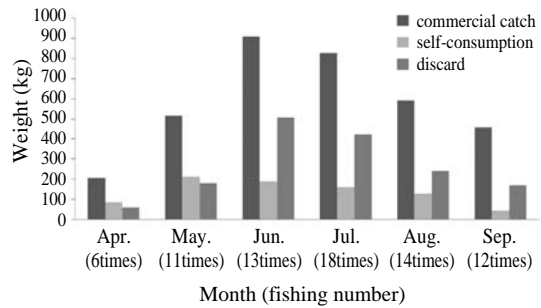 1000
900
800
700
600
500
400
300
200
100
0
Weight (kg)
commercial catch
self-consumption
discard
Apr. May. Jun. Jul. Aug. Sep.
(6times) (11times) (13times) (18times) (14times) (12times)
Month (fishing number)